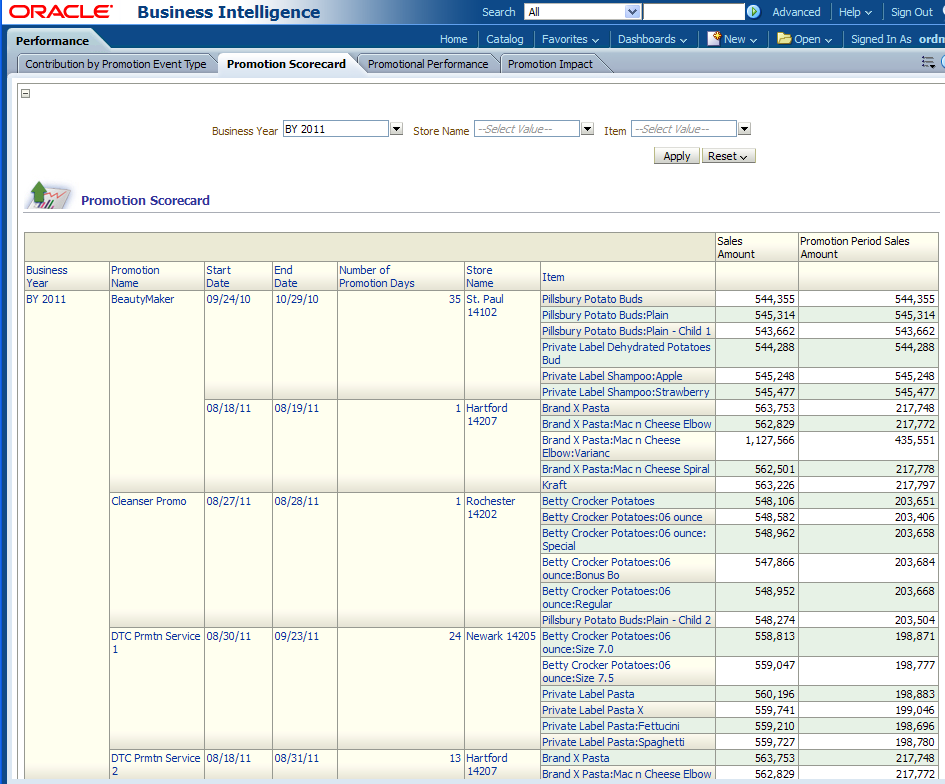 ORACLE Business Intelligence Search All Advanced Help Sign Out
Performance Home Catalog Favorites Dashboards New Open Signed In As ordm
Contribution by Promotion Event Type Promotion Scorecard Promotional Performance Promotion Impact
Business Year BY 2011 Store Name --Select Value-- Item --Select Value--
Apply Reset
Promotion Scorecard
Sales Amount Promotion Period Sales Amount
Business Year Promotion Name Start Date End Date Number of Promotion Days Store Name Item
BY 2011 BeautyMaker 09/24/10 10/29/10 35 St. Paul 14102 Pillsbury Potato Buds 544,355 544,355
Pillsbury Potato Buds:Plain 545,314 545,314
Pillsbury Potato Buds:Plain - Child 1 543,662 543,662
Private Label Dehydrated Potatoes Bud 544,288 544,288
Private Label Shampoo:Apple 545,248 545,248
Private Label Shampoo:Strawberry 545,477 545,477
08/18/11 08/19/11 1 Hartford 14207 Brand X Pasta 563,753 217,748
Brand X Pasta:Mac n Cheese Elbow 562,829 217,772
Brand X Pasta:Mac n Cheese Elbow:Varianc 1,127,566 435,551
Brand X Pasta:Mac n Cheese Spiral 562,501 217,778
Kraft 563,226 217,797
Cleanser Promo 08/27/11 08/28/11 1 Rochester 14202 Betty Crocker Potatoes 548,106 203,651
Betty Crocker Potatoes:06 ounce 548,582 203,406
Betty Crocker Potatoes:06 ounce: Special 548,962 203,658
Betty Crocker Potatoes:06 ounce:Bonus Bo 547,866 203,684
Betty Crocker Potatoes:06 ounce:Regular 548,952 203,668
Pillsbury Potato Buds:Plain - Child 2 548,274 203,504
DTC Prmtn Service 1 08/30/11 09/23/11 24 Newark 14205 Betty Crocker Potatoes:06 ounce:Size 7.0 558,813 198,871
Betty Crocker Potatoes:06 ounce:Size 7.5 559,047 198,777
Private Label Pasta 560,196 198,883
Private Label Pasta X 559,741 199,046
Private Label Pasta:Fettucini 559,210 198,696
Private Label Pasta:Spaghetti 559,727 198,780
DTC Prmtn Service 2 08/18/11 08/31/11 13 Hartford 14207 Brand X Pasta 563,753 217,748
Brand X Pasta:Mac n Cheese Elbow 562,829 217,772